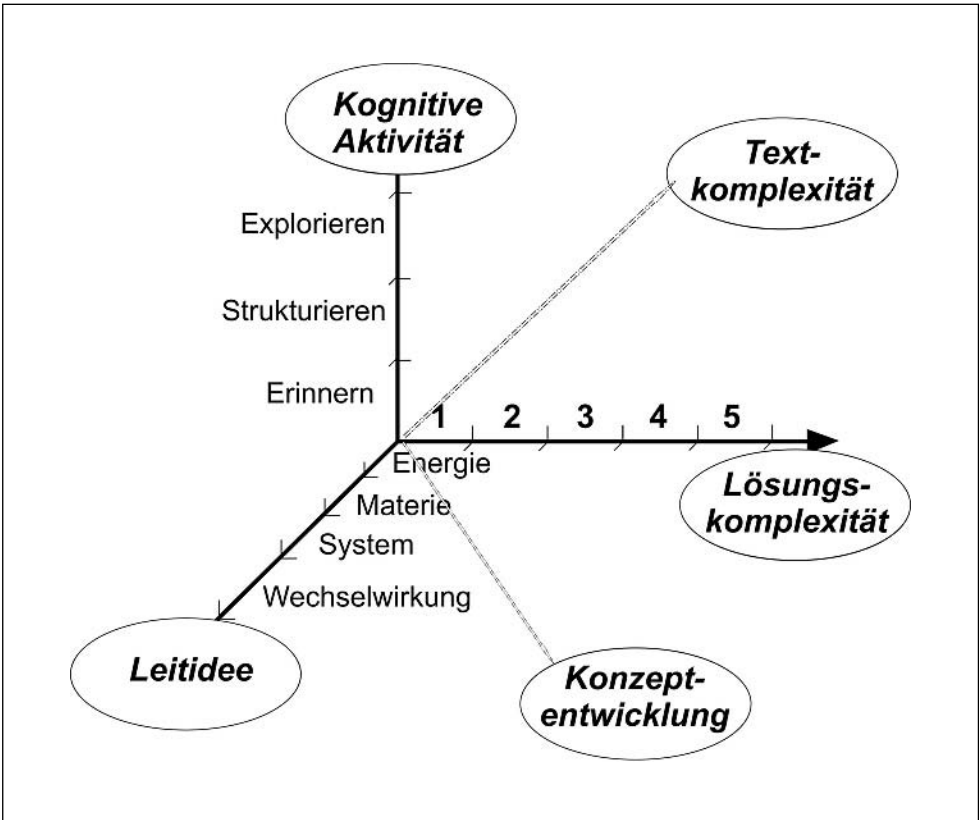 Kognitive
Aktivität
Text-
komplexität
Explorieren
Strukturieren
Erinnern
1 2 3 4 5
Energie
Materie
System
Wechselwirkung
Lösungs-
komplexität
Leitidee
Konzept-
entwicklung